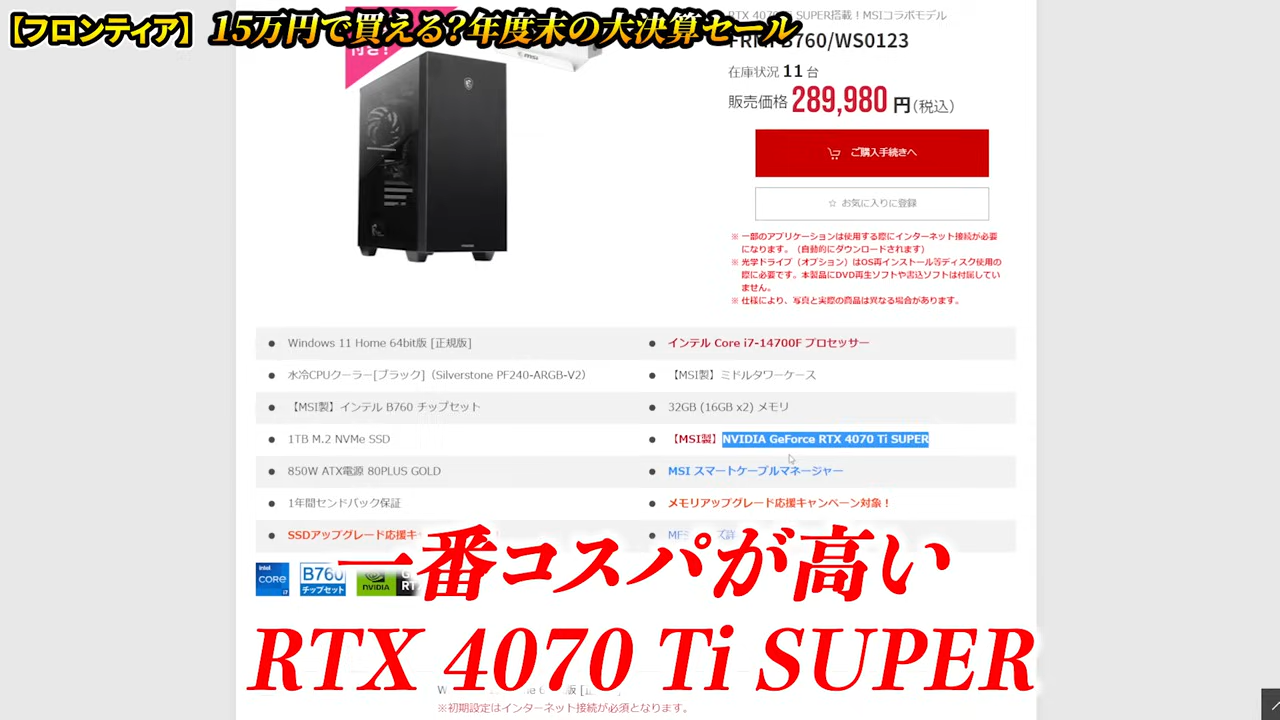 【フロンティア】 15万円で買える？年度末の大決算セール
RTX 4070 Ti SUPER搭載！MSIコラボモデル
付き！
FRMFB760/WS0123
在庫状況 11 台
販売価格 289,980 円(税込)
ご購入手続きへ
☆ お気に入りに登録
※ 一部のアプリケーションは使用する際にインターネット接続が必要
になります。（自動的にダウンロードされます）
※ 光学ドライブ（オプション）はOS再インストール等ディスク使用の
際に必要です。本製品にDVD再生ソフトや書込ソフトは付属してい
ません。
※ 仕様により、写真と実際の商品は異なる場合があります。
● Windows 11 Home 64bit版 [正規版]
● インテル Core i7-14700F プロセッサー
● 水冷CPUクーラー[ブラック]（Silverstone PF240-ARGB-V2）
● 【MSI製】ミドルタワーケース
● 【MSI製】インテル B760 チップセット
● 32GB (16GB x2) メモリ
● 1TB M.2 NVMe SSD
● 【MSI製】NVIDIA GeForce RTX 4070 Ti SUPER
● 850W ATX電源 80PLUS GOLD
● MSI スマートケーブルマネージャー
● 1年間センドバック保証
● メモリアップグレード応援キャンペーン対象！
● SSDアップグレード応援キ
intel CORE i7
B760 チップセット
NVIDIA
一番コスパが高い
RTX 4070 Ti SUPER
※初期設定はインターネット接続が必須となります。